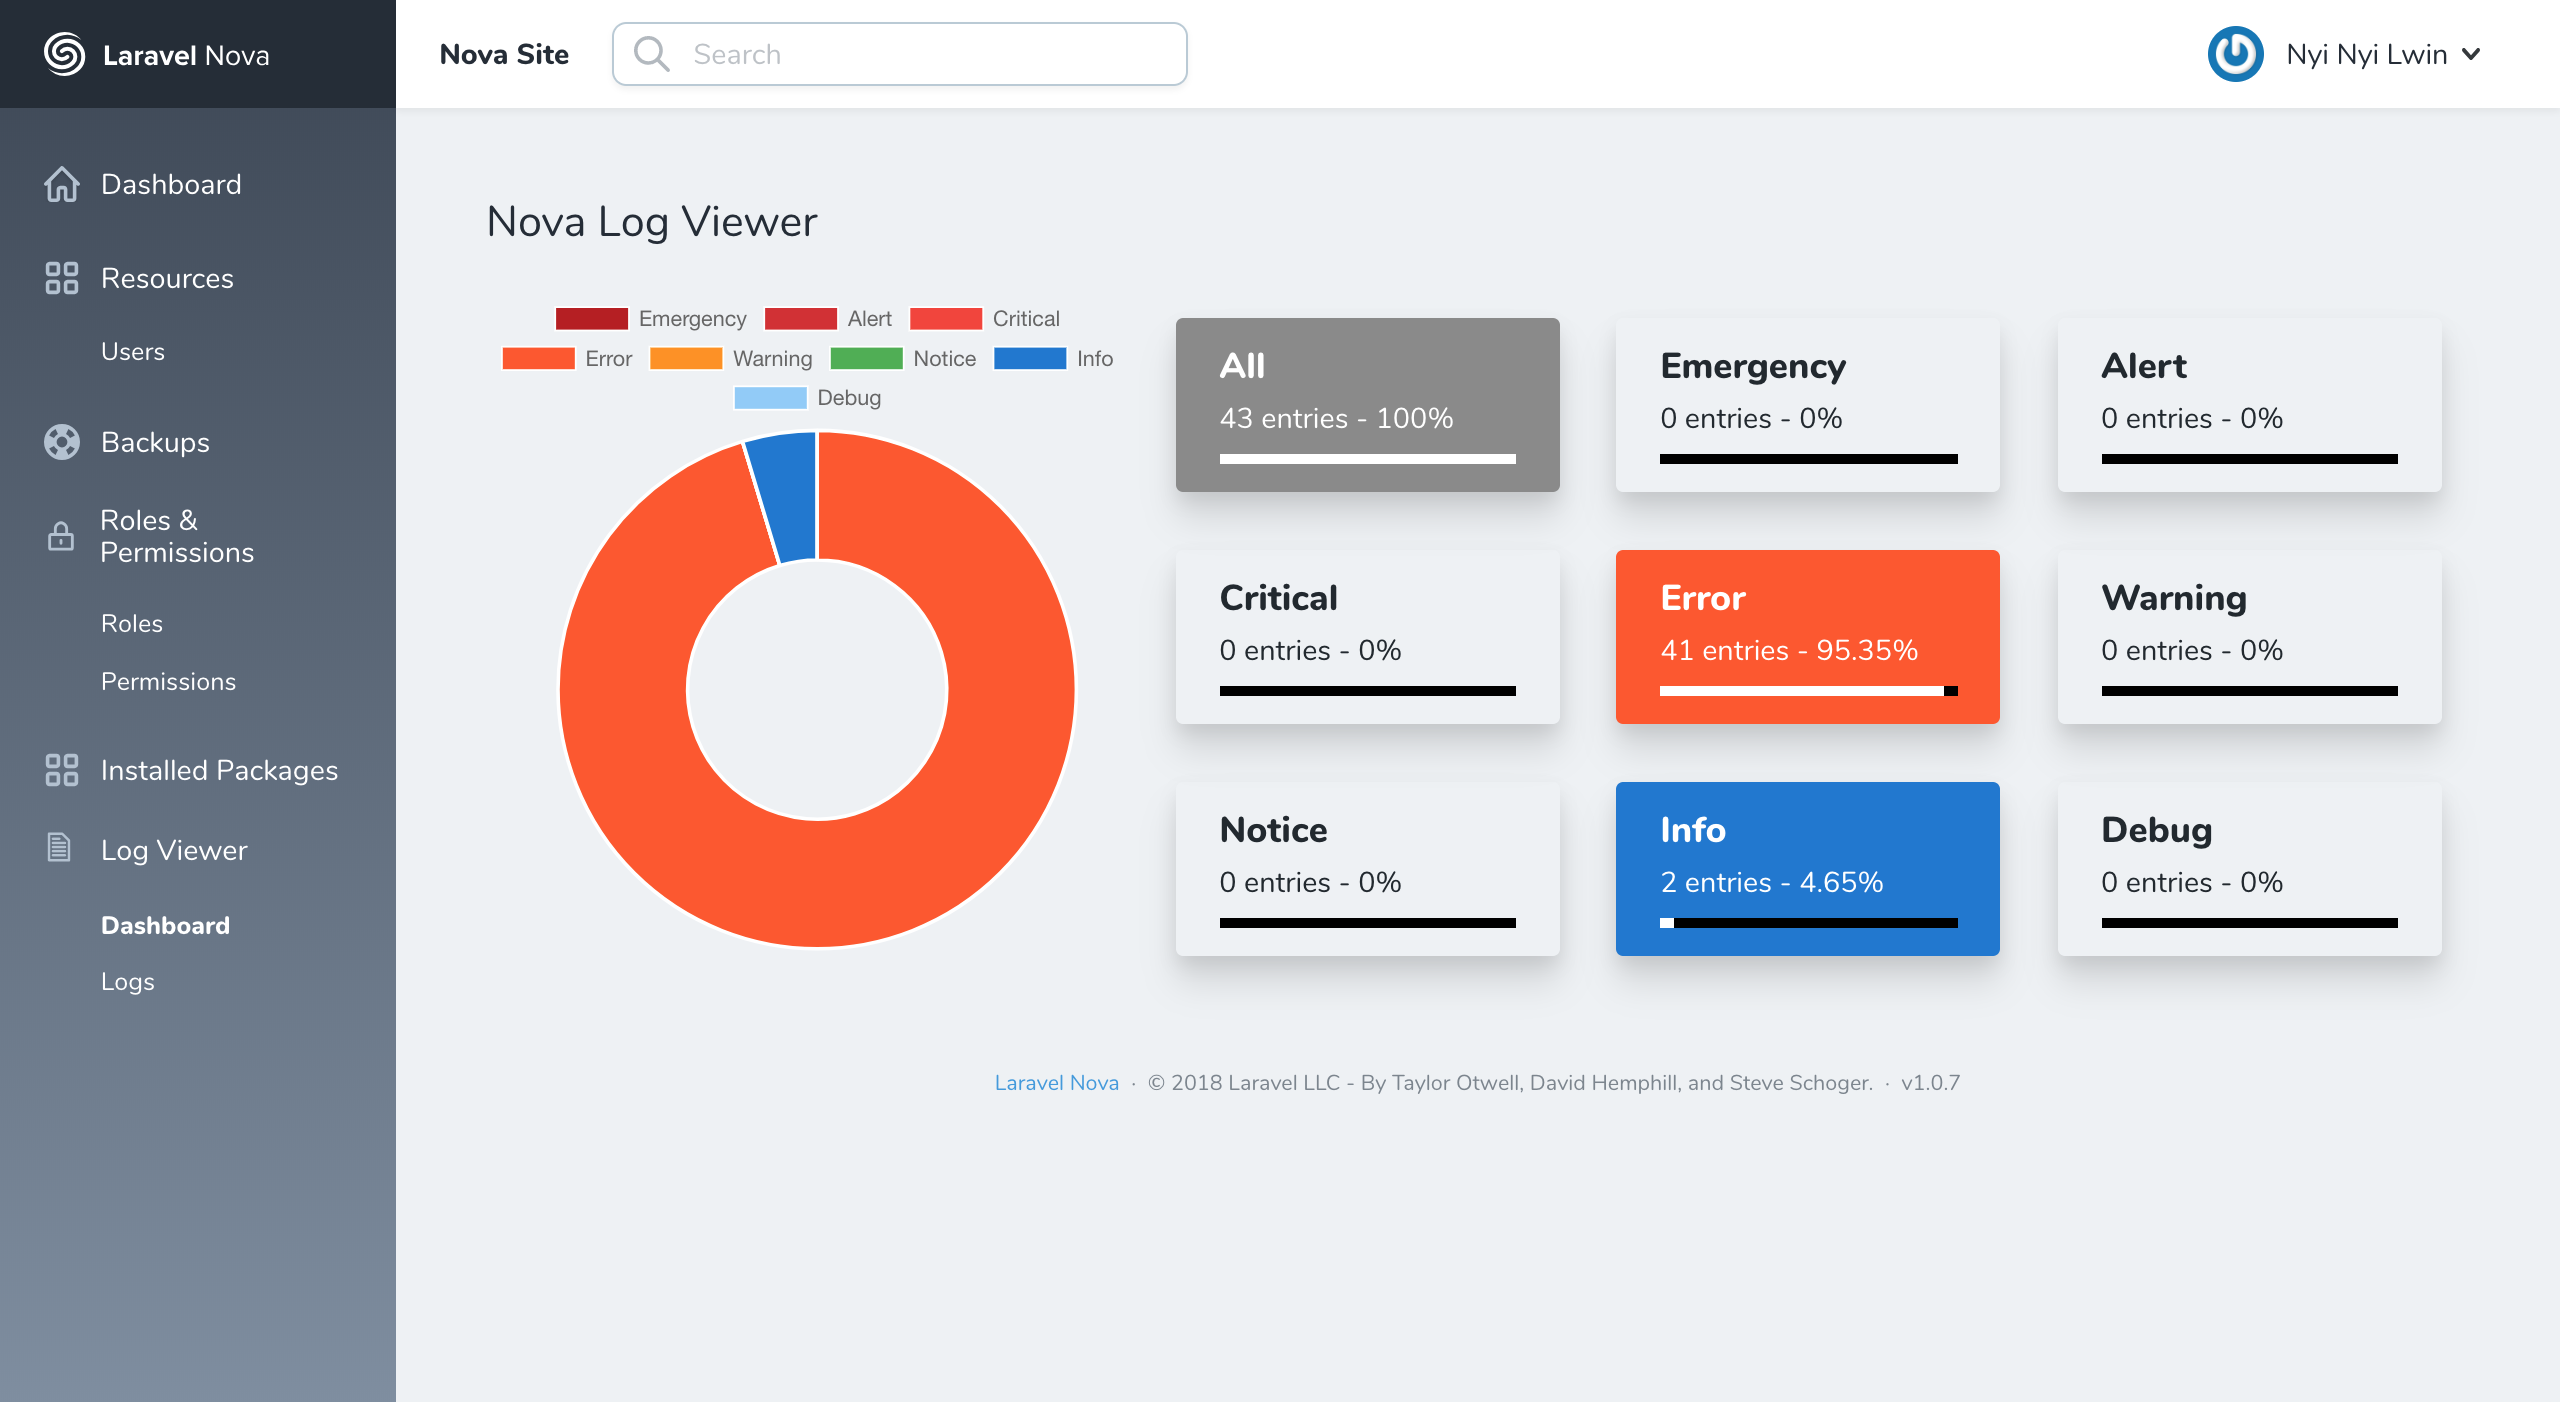 Laravel Nova
Nova Site
Search
Nyi Nyi Lwin
Dashboard
Resources
Users
Backups
Roles &
Permissions
Roles
Permissions
Installed Packages
Log Viewer
Dashboard
Logs
Nova Log Viewer
Emergency Alert Critical
Error Warning Notice Info
Debug
All
43 entries - 100%
Emergency
0 entries - 0%
Alert
0 entries - 0%
Critical
0 entries - 0%
Error
41 entries - 95.35%
Warning
0 entries - 0%
Notice
0 entries - 0%
Info
2 entries - 4.65%
Debug
0 entries - 0%
Laravel Nova · © 2018 Laravel LLC - By Taylor Otwell, David Hemphill, and Steve Schoger. · v1.0.7